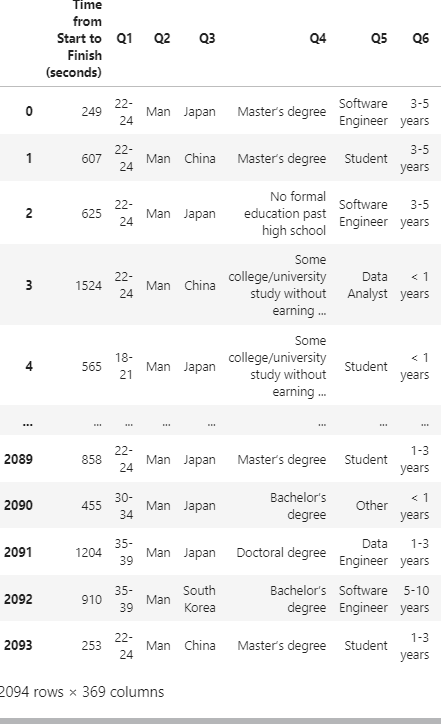 Time
from
Start to
Finish
(seconds) Q1 Q2 Q3 Q4 Q5 Q6
0 249 22-24 Man Japan Master's degree Software Engineer 3-5 years
1 607 22-24 Man China Master's degree Student 3-5 years
2 625 22-24 Man Japan No formal education past high school Software Engineer 3-5 years
3 1524 22-24 Man China Some college/university study without earning ... Data Analyst < 1 years
4 565 18-21 Man Japan Some college/university study without earning ... Student < 1 years
... ... ... ... ... ... ... ...
2089 858 22-24 Man Japan Master's degree Student 1-3 years
2090 455 30-34 Man Japan Bachelor's degree Other < 1 years
2091 1204 35-39 Man Japan Doctoral degree Data Engineer 1-3 years
2092 910 35-39 Man South Korea Bachelor's degree Software Engineer 5-10 years
2093 253 22-24 Man China Master's degree Student 1-3 years
2094 rows × 369 columns